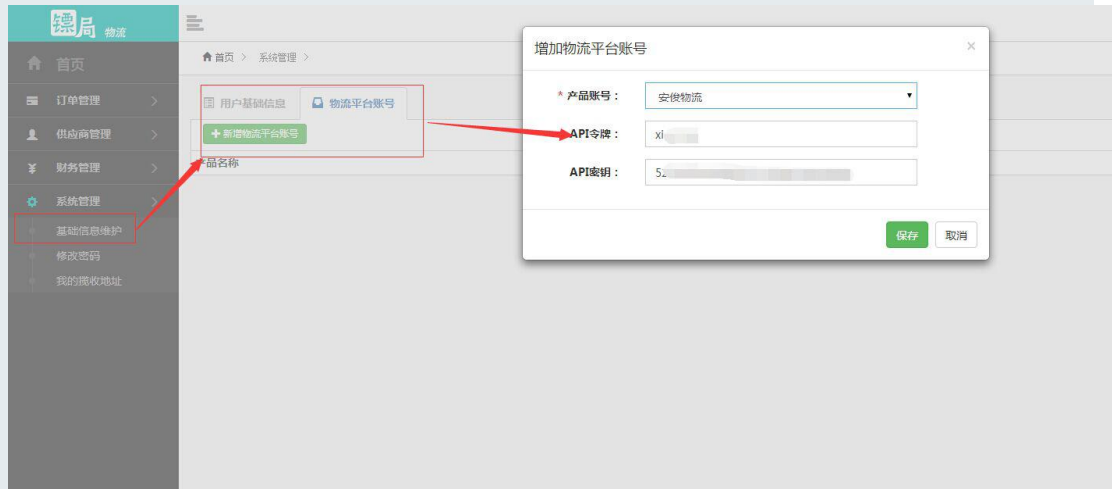 镖局 物流
首页
订单管理
供应商管理
财务管理
系统管理
基础信息维护
修改密码
我的揽收地址
首页 > 系统管理 >
用户基础信息
物流平台账号
新增物流平台账号
产品名称
增加物流平台账号 ×
* 产品账号： 安俊物流
API令牌： xl
API密钥： 52
保存 取消